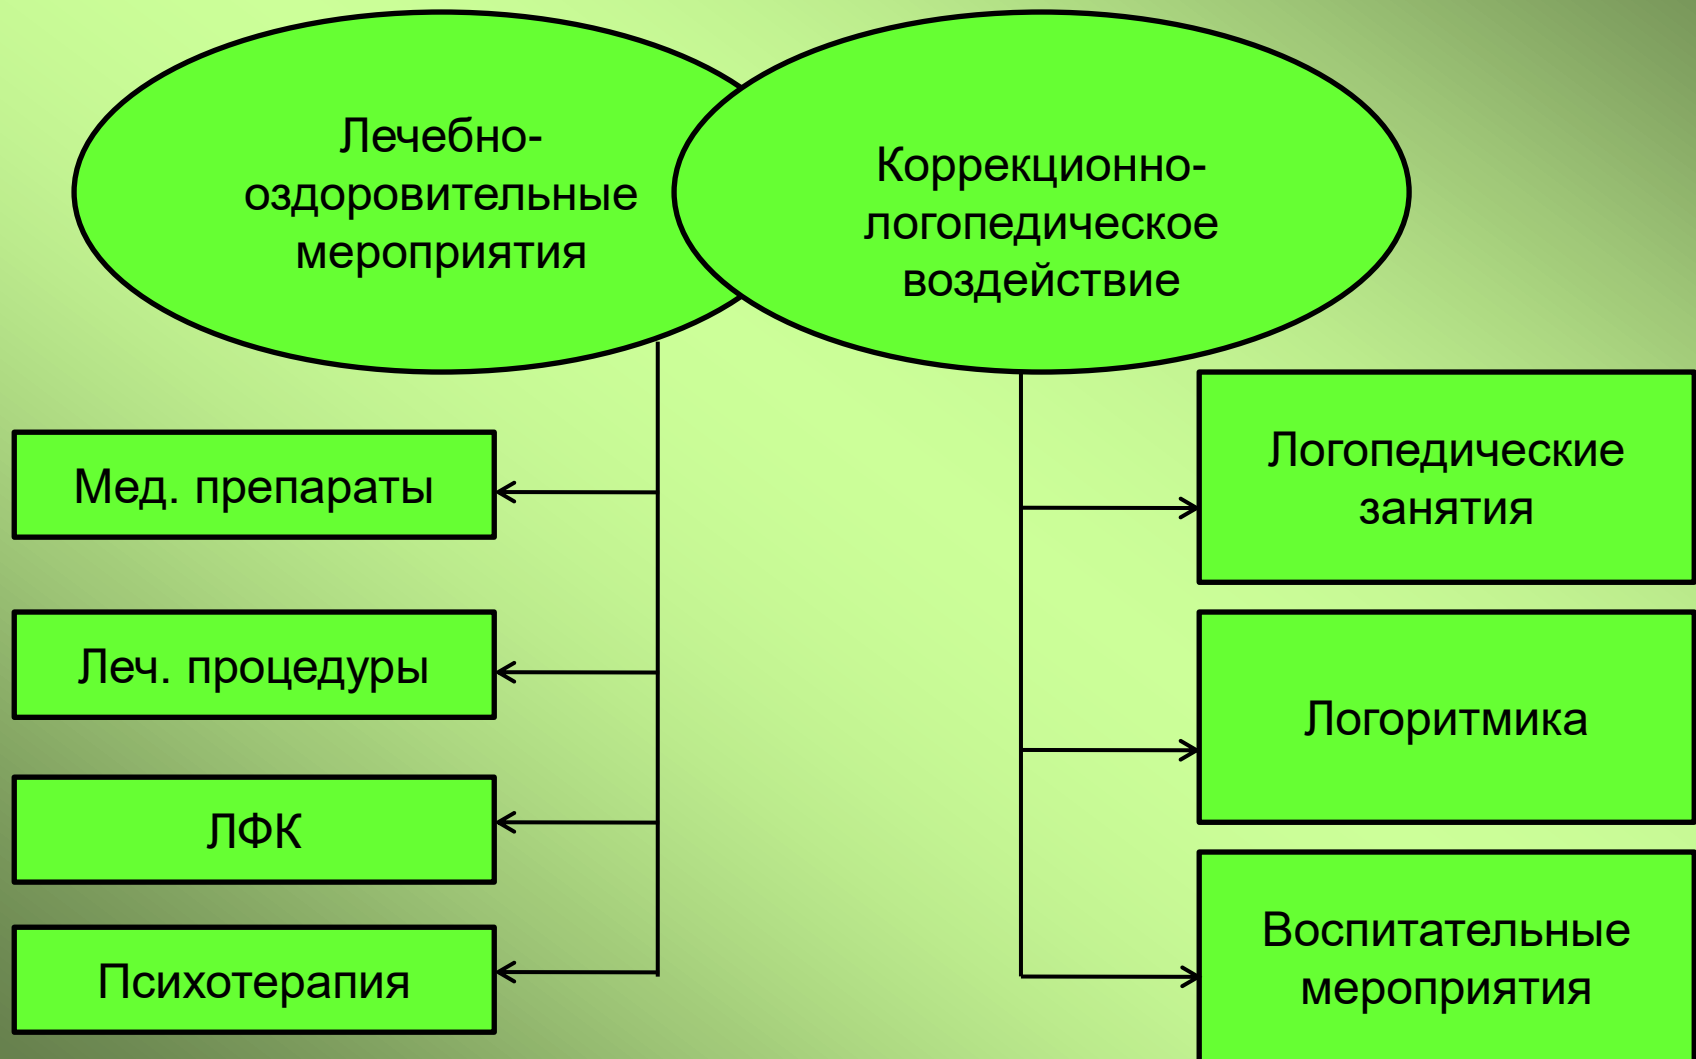 Лечебно-
оздоровительные
мероприятия
Коррекционно-
логопедическое
воздействие
Мед. препараты
Леч. процедуры
ЛФК
Психотерапия
Логопедические
занятия
Логоритмика
Воспитательные
мероприятия